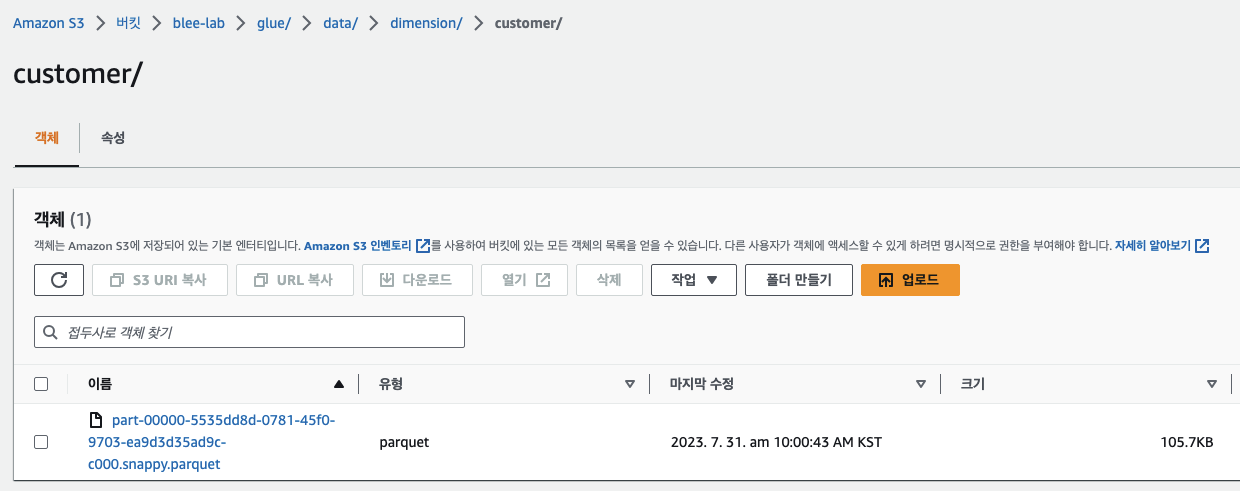 Amazon S3 > 버킷 > blee-lab > glue/ > data/ > dimension/ > customer/
customer/
객체 속성
객체 (1)
객체는 Amazon S3에 저장되어 있는 기본 엔터티입니다. Amazon S3 인벤토리를 사용하여 버킷에 있는 모든 객체의 목록을 얻을 수 있습니다. 다른 사용자가 객체에 액세스할 수 있게 하려면 명시적으로 권한을 부여해야 합니다. 자세히 알아보기
S3 URI 복사 URL 복사 다운로드 열기 삭제 작업 폴더 만들기 업로드
접두사로 객체 찾기
이름 유형 마지막 수정 크기
part-00000-5535dd8d-0781-45f0-
9703-ea9d3d35ad9c- parquet 2023. 7. 31. am 10:00:43 AM KST 105.7KB
c000.snappy.parquet